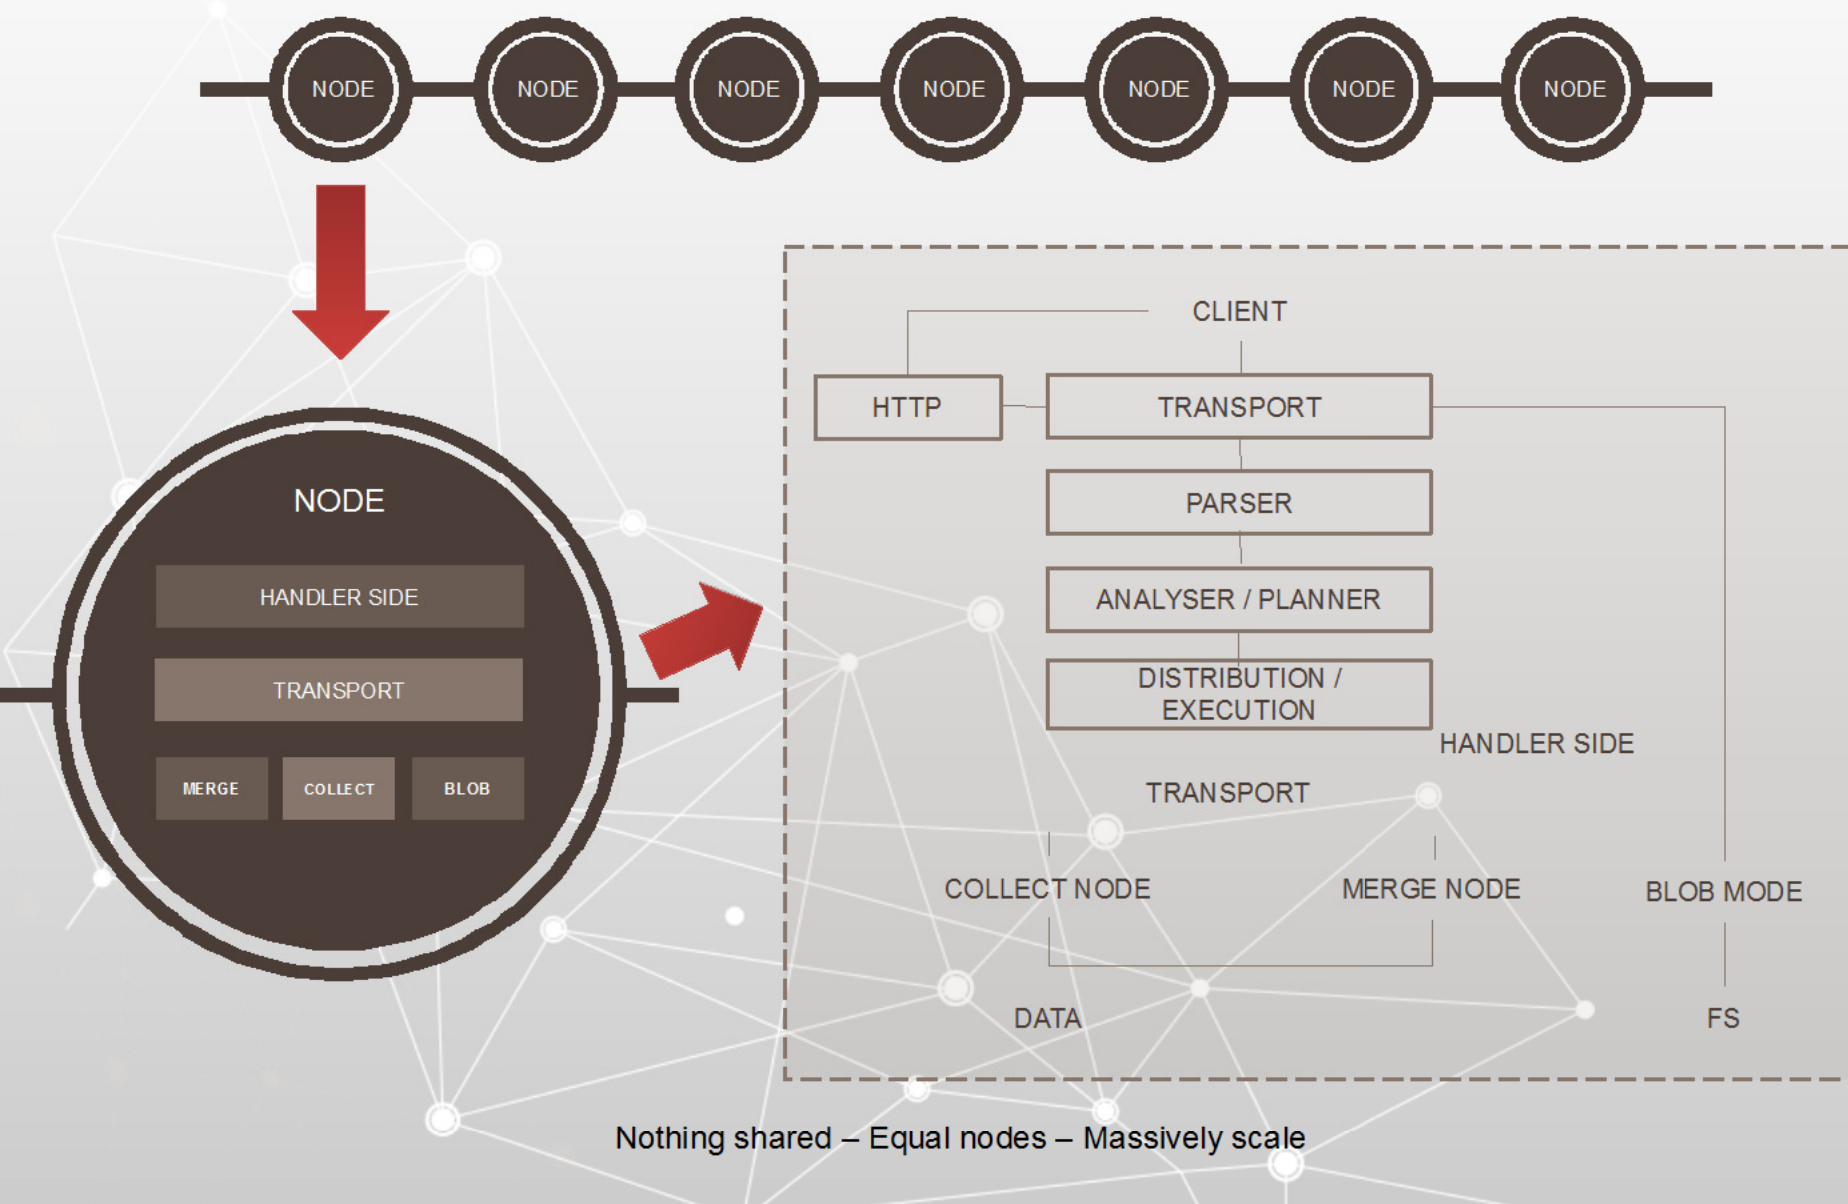 NODE NODE NODE NODE NODE NODE NODE
NODE
HANDLER SIDE
TRANSPORT
MERGE COLLECT BLOB
CLIENT
HTTP TRANSPORT
PARSER
ANALYSER / PLANNER
DISTRIBUTION /
EXECUTION
HANDLER SIDE
TRANSPORT
COLLECT NODE MERGE NODE BLOB MODE
DATA FS
Nothing shared – Equal nodes – Massively scale